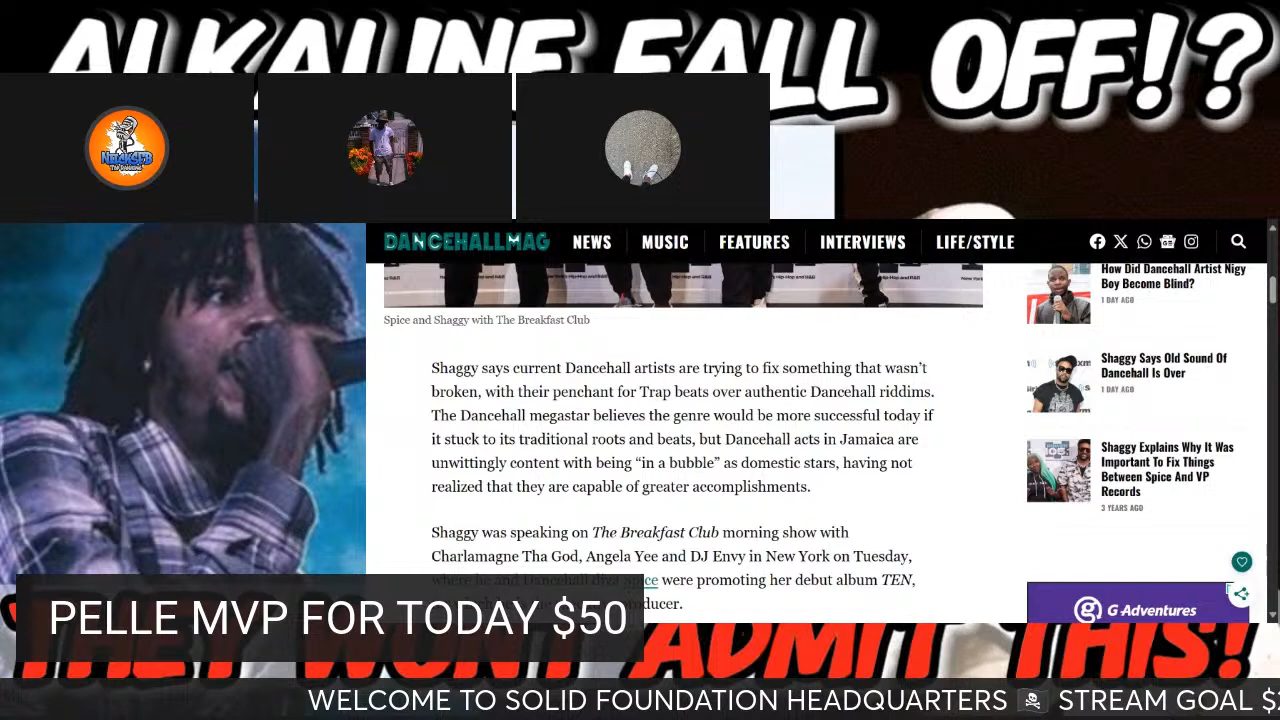 ALKALINE FALL OFF!?
DANCEHALLMAG
NEWS
MUSIC
FEATURES
INTERVIEWS
LIFE/STYLE
Spice and Shaggy with The Breakfast Club
Shaggy says current Dancehall artists are trying to fix something that wasn’t
broken, with their penchant for Trap beats over authentic Dancehall riddims.
The Dancehall megastar believes the genre would be more successful today if
it stuck to its traditional roots and beats, but Dancehall acts in Jamaica are
unwittingly content with being “in a bubble” as domestic stars, having not
realized that they are capable of greater accomplishments.
Shaggy was speaking on The Breakfast Club morning show with
Charlamagne Tha God, Angela Yee and DJ Envy in New York on Tuesday,
where he and Dancehall diva Spice were promoting her debut album TEN,
How Did Dancehall Artist Nigy
Boy Become Blind?
1 DAY AGO
Shaggy Says Old Sound Of
Dancehall Is Over
1 DAY AGO
Shaggy Explains Why It Was
Important To Fix Things
Between Spice And VP
Records
3 YEARS AGO
G Adventures
PELLE MVP FOR TODAY $50
THEY WONT ADMIT THIS!
WELCOME TO SOLID FOUNDATION HEADQUARTERS ☠ STREAM GOAL $